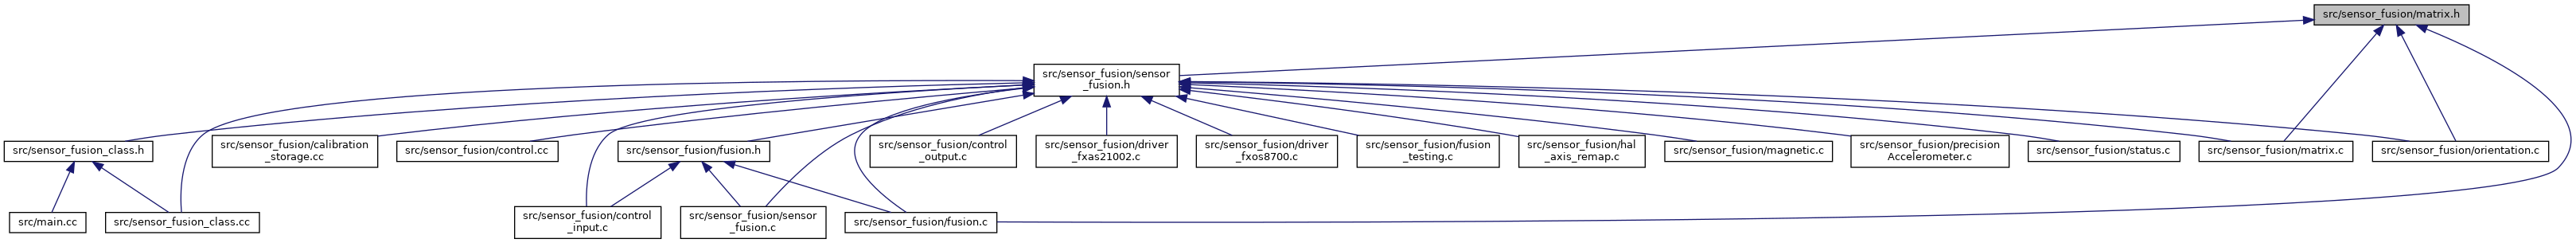 src/sensor_fusion/matrix.h
src/sensor_fusion/sensor
_fusion.h
src/sensor_fusion_class.h
src/sensor_fusion/calibration
_storage.cc
src/sensor_fusion/control.cc
src/sensor_fusion/fusion.h
src/sensor_fusion/control
_output.c
src/sensor_fusion/driver
_fxas21002.c
src/sensor_fusion/driver
_fxos8700.c
src/sensor_fusion/fusion
_testing.c
src/sensor_fusion/hal
_axis_remap.c
src/sensor_fusion/magnetic.c
src/sensor_fusion/precision
Accelerometer.c
src/sensor_fusion/status.c
src/sensor_fusion/matrix.c
src/sensor_fusion/orientation.c
src/main.cc
src/sensor_fusion_class.cc
src/sensor_fusion/control
_input.c
src/sensor_fusion/sensor
_fusion.c
src/sensor_fusion/fusion.c